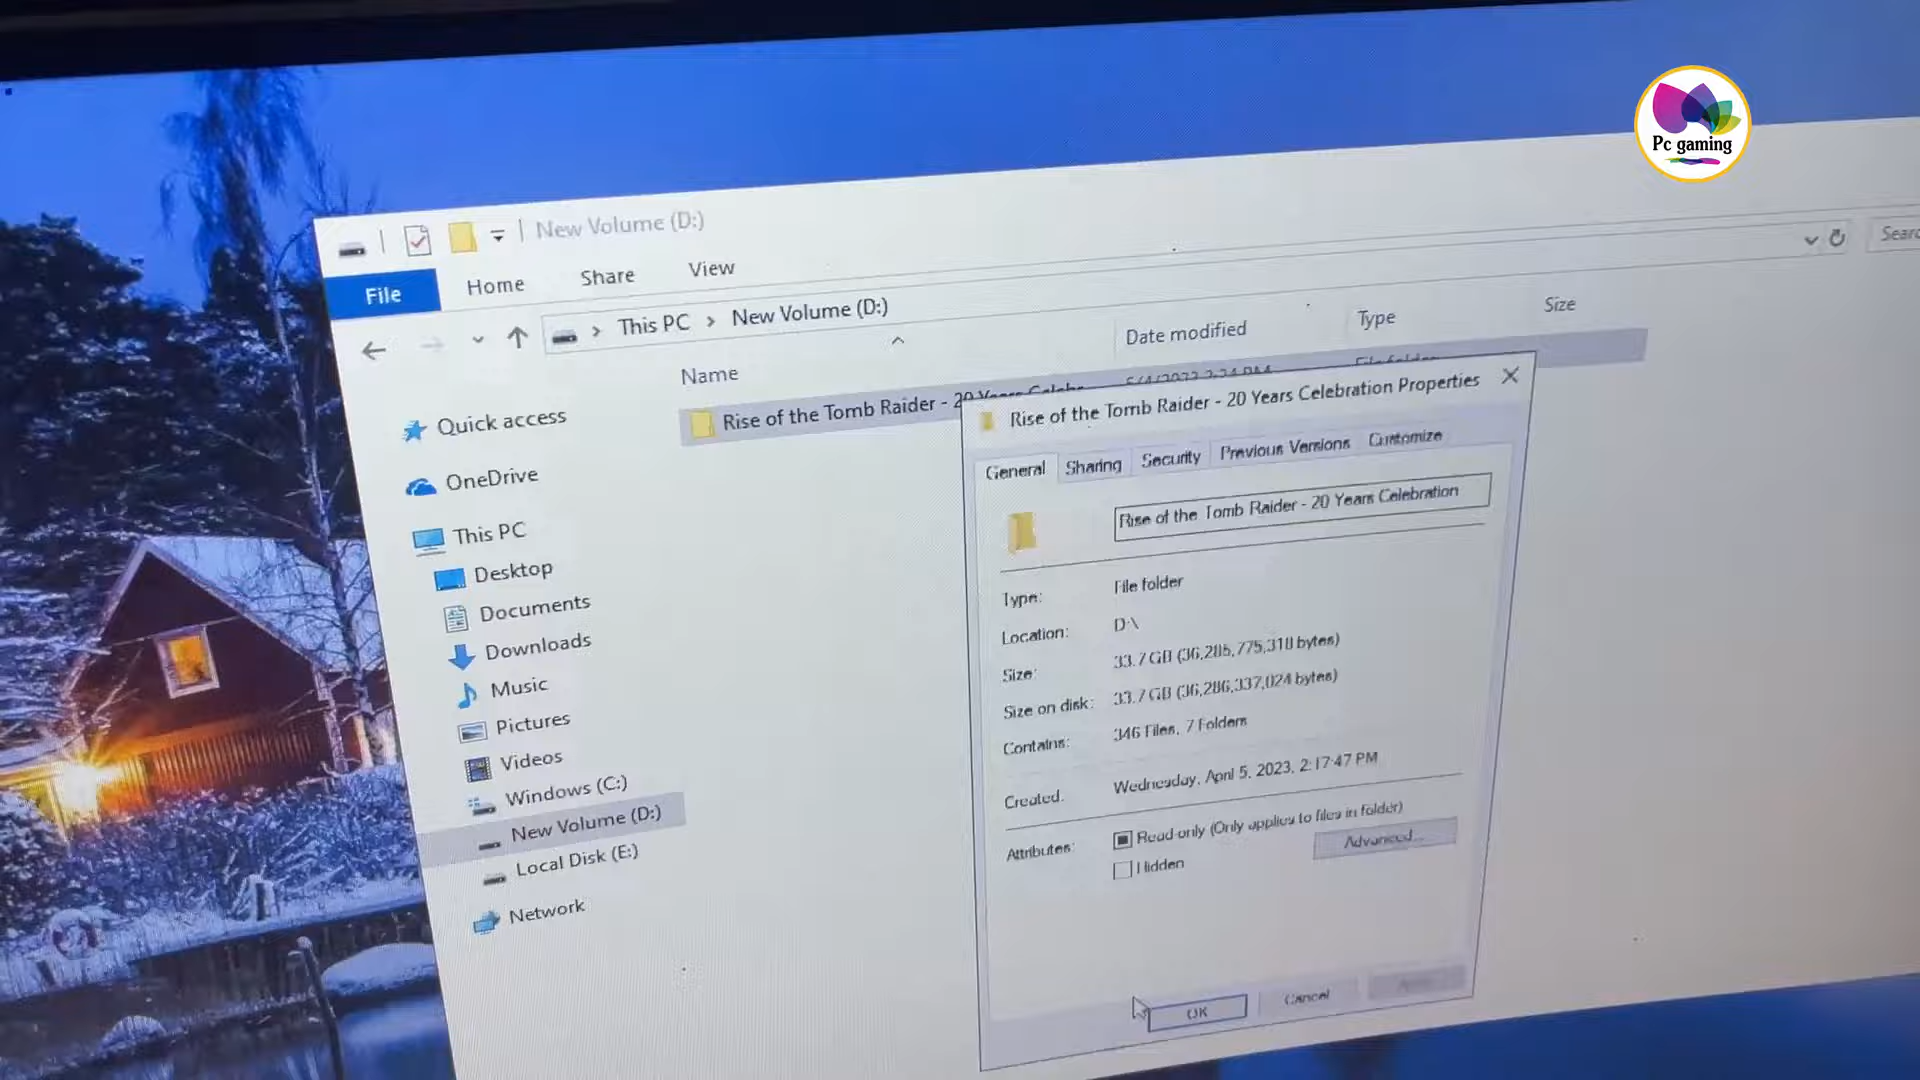 Pc gaming
New Volume (D:)
File
Home
Share
View
This PC
New Volume (D:)
Name
Date modified
Type
Size
Rise of the Tomb Raider - 20 Years Celebr
Quick access
OneDrive
This PC
Desktop
Documents
Downloads
Music
Pictures
Videos
Windows (C:)
New Volume (D:)
Local Disk (E:)
Network
Rise of the Tomb Raider - 20 Years Celebration Properties
General
Sharing
Security
Previous Versions
Customize
Rise of the Tomb Raider - 20 Years Celebration
Type:
File folder
Location:
D:\
Size:
33.7 GB (36,285,775,318 bytes)
Size on disk:
33.7 GB (36,286,337,024 bytes)
Contains:
346 Files, 7 Folders
Created:
Wednesday, April 5, 2023, 2:17:47 PM
Attributes:
Read-only (Only applies to files in folder)
Advanced...
Hidden
OK
Cancel